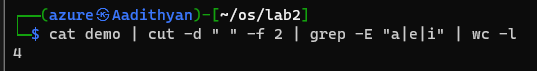 ┌──(azure㉿Aadithyan)-[~/os/lab2]
└─$ cat demo | cut -d " " -f 2 | grep -E "a|e|i" | wc -l
4